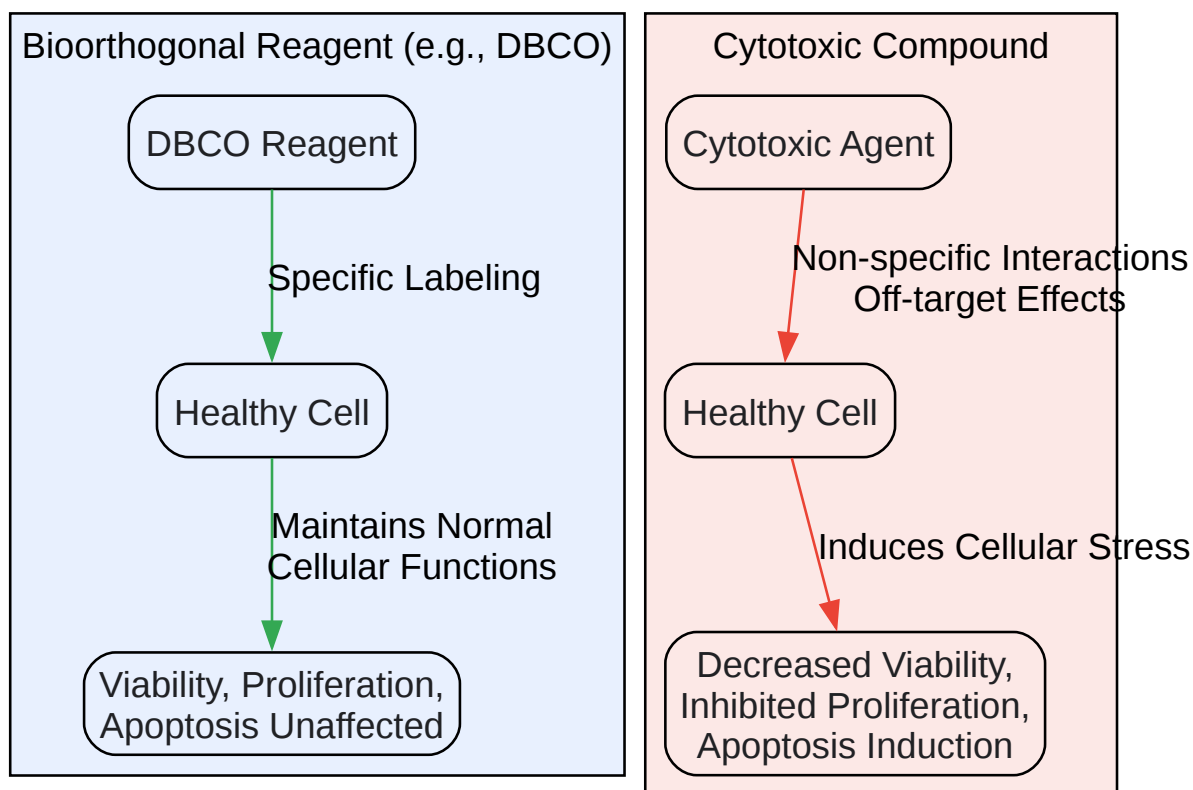 Bioorthogonal Reagent (e.g., DBCO)
DBCO Reagent
Specific Labeling
Healthy Cell
Maintains Normal
Cellular Functions
Viability, Proliferation,
Apoptosis Unaffected
Cytotoxic Compound
Cytotoxic Agent
Non-specific Interactions
Off-target Effects
Healthy Cell
Induces Cellular Stress
Decreased Viability,
Inhibited Proliferation,
Apoptosis Induction